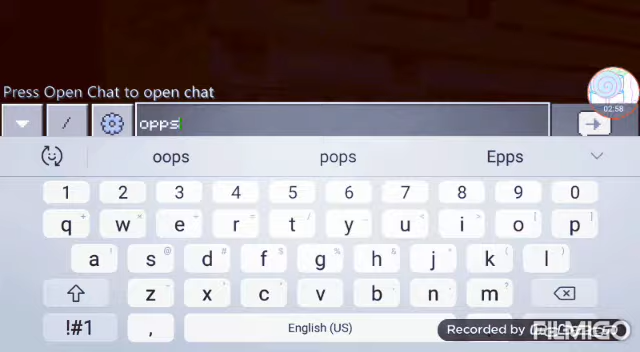 Press Open Chat to open chat
02:58
/ opps
oops pops Epps
1 2 3 4 5 6 7 8 9 0
q w e r t y u i o p
a s d f g h j k l
z x c v b n m
!#1 , English (US)
Recorded by
FILMIGO